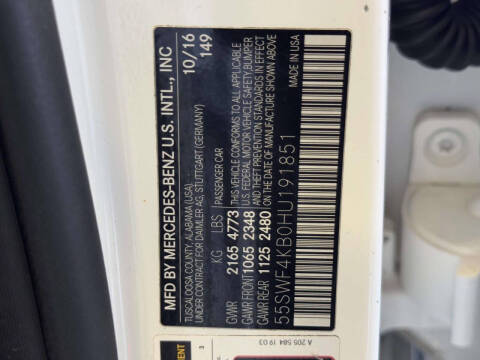 MFD BY MERCEDES-BENZ U.S. INTL., INC
TUSCALOOSA COUNTY, ALABAMA (USA)
UNDER CONTRACT FOR DAIMLER AG, STUTTGART (GERMANY)
10/16
149
KG LBS PASSENGER CAR
GVWR 2165 4773
GAWR FRONT 1065 2348
GAWR REAR 1125 2480
THIS VEHICLE CONFORMS TO ALL APPLICABLE
U.S. FEDERAL MOTOR VEHICLE SAFETY,BUMPER
AND THEFT PREVENTION STANDARDS IN EFFECT
ON THE DATE OF MANUFACTURE SHOWN ABOVE
55SWF4KB0HU191851
MADE IN USA
A 205 584 19 03
3